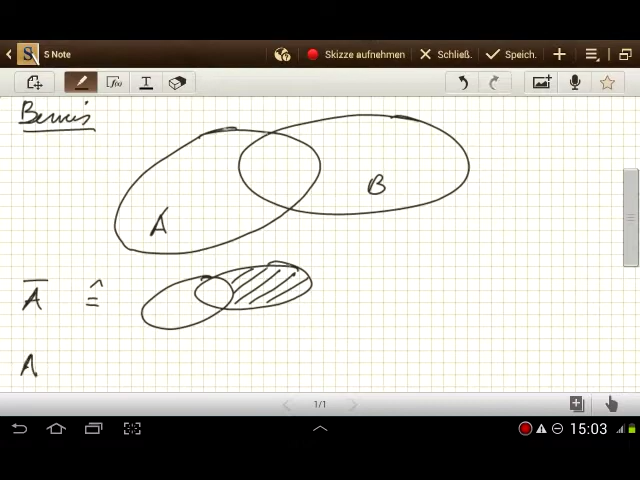 S Note
Skizze aufnehmen
Schließ.
Speich.
Beweis
A
B
A̅ ≙
A
1/1
15:03